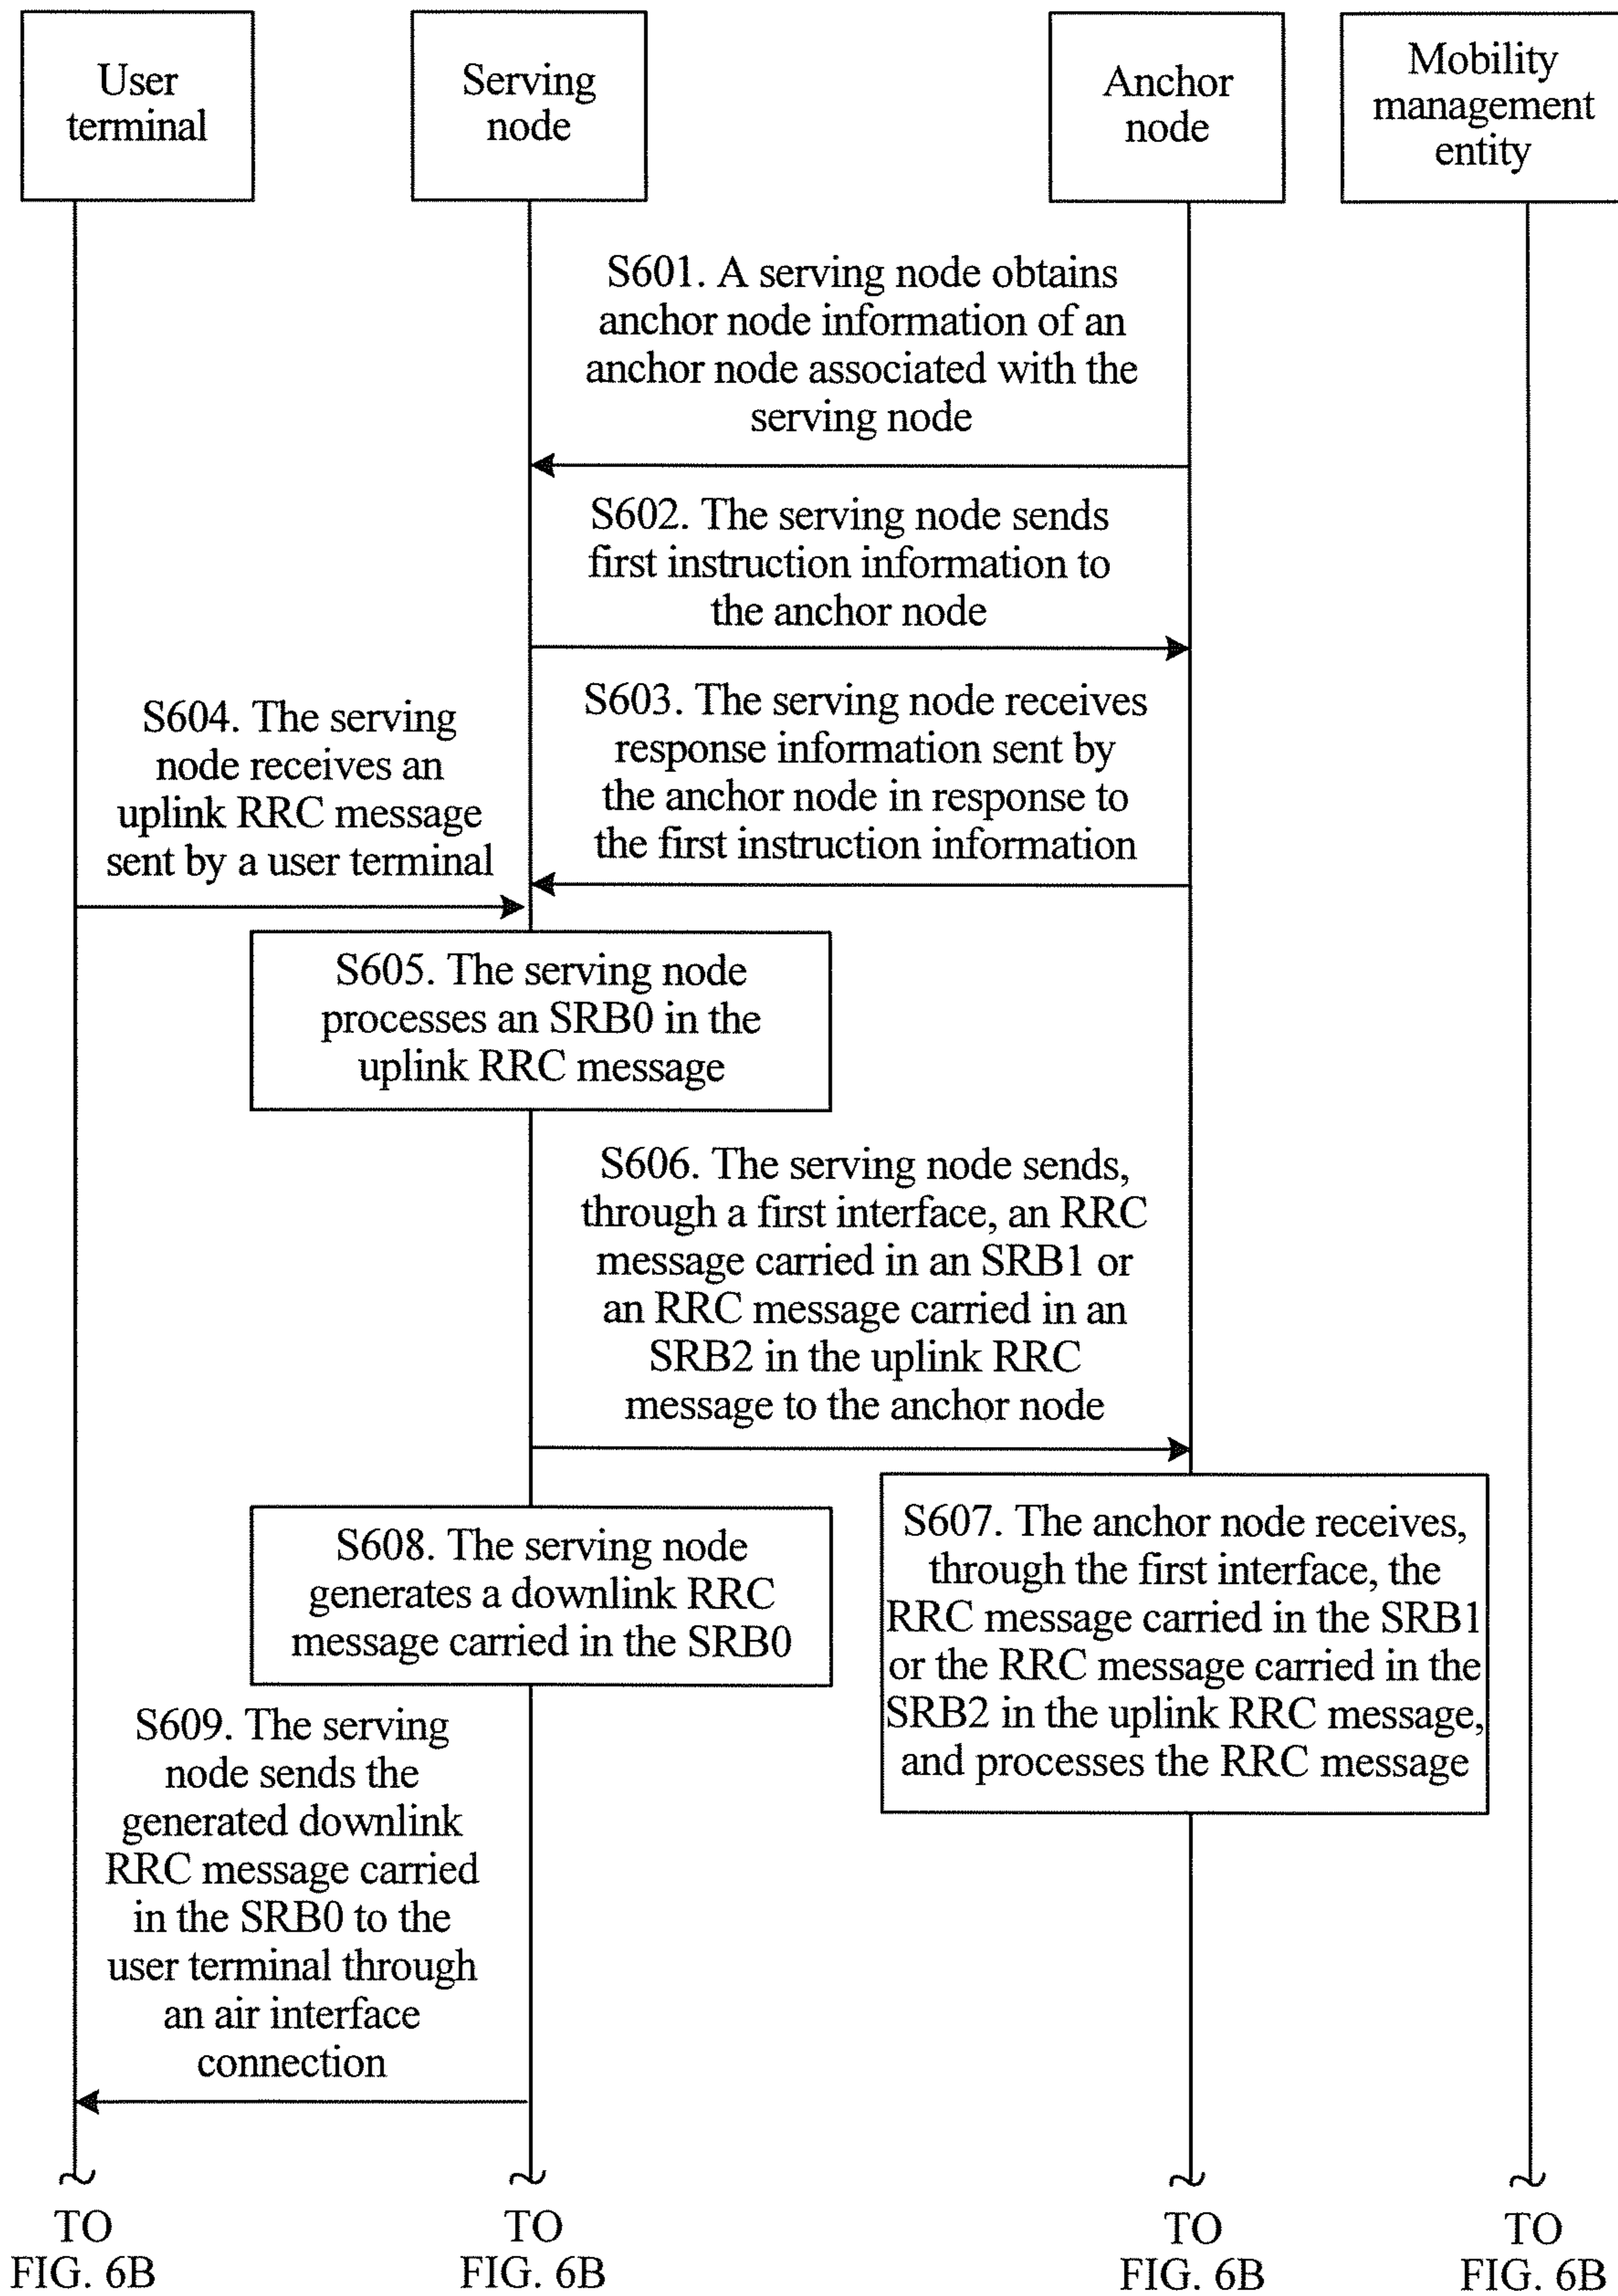 User
terminal
Serving
node
Anchor
node
Mobility
management
entity
S601. A serving node obtains
anchor node information of an
anchor node associated with the
serving node
S602. The serving node sends
first instruction information to
the anchor node
S603. The serving node receives
response information sent by
the anchor node in response to
the first instruction information
S604. The serving
node receives an
uplink RRC message
sent by a user terminal
S605. The serving node
processes an SRB0 in the
uplink RRC message
S606. The serving node sends,
through a first interface, an RRC
message carried in an SRB1 or
an RRC message carried in an
SRB2 in the uplink RRC
message to the anchor node
S607. The anchor node receives,
through the first interface, the
RRC message carried in the SRB1
or the RRC message carried in the
SRB2 in the uplink RRC message,
and processes the RRC message
S608. The serving node
generates a downlink RRC
message carried in the SRB0
S609. The serving
node sends the
generated downlink
RRC message carried
in the SRB0 to the
user terminal through
an air interface
connection
TO
FIG. 6B
TO
FIG. 6B
TO
FIG. 6B
TO
FIG. 6B